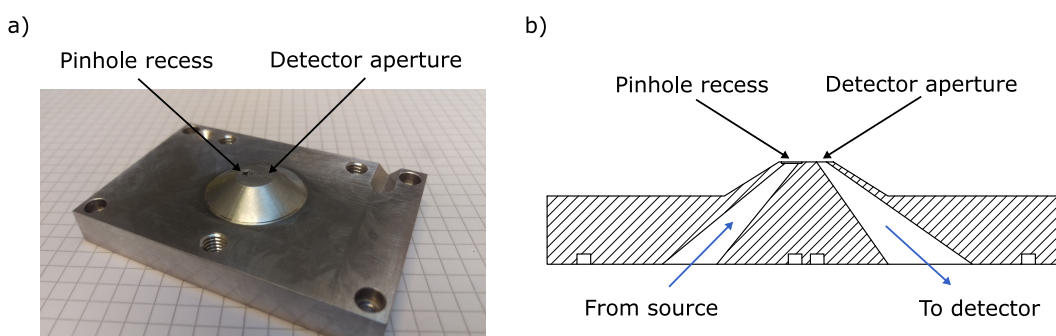 a)
Pinhole recess
Detector aperture
b)
Pinhole recess
Detector aperture
From source
To detector